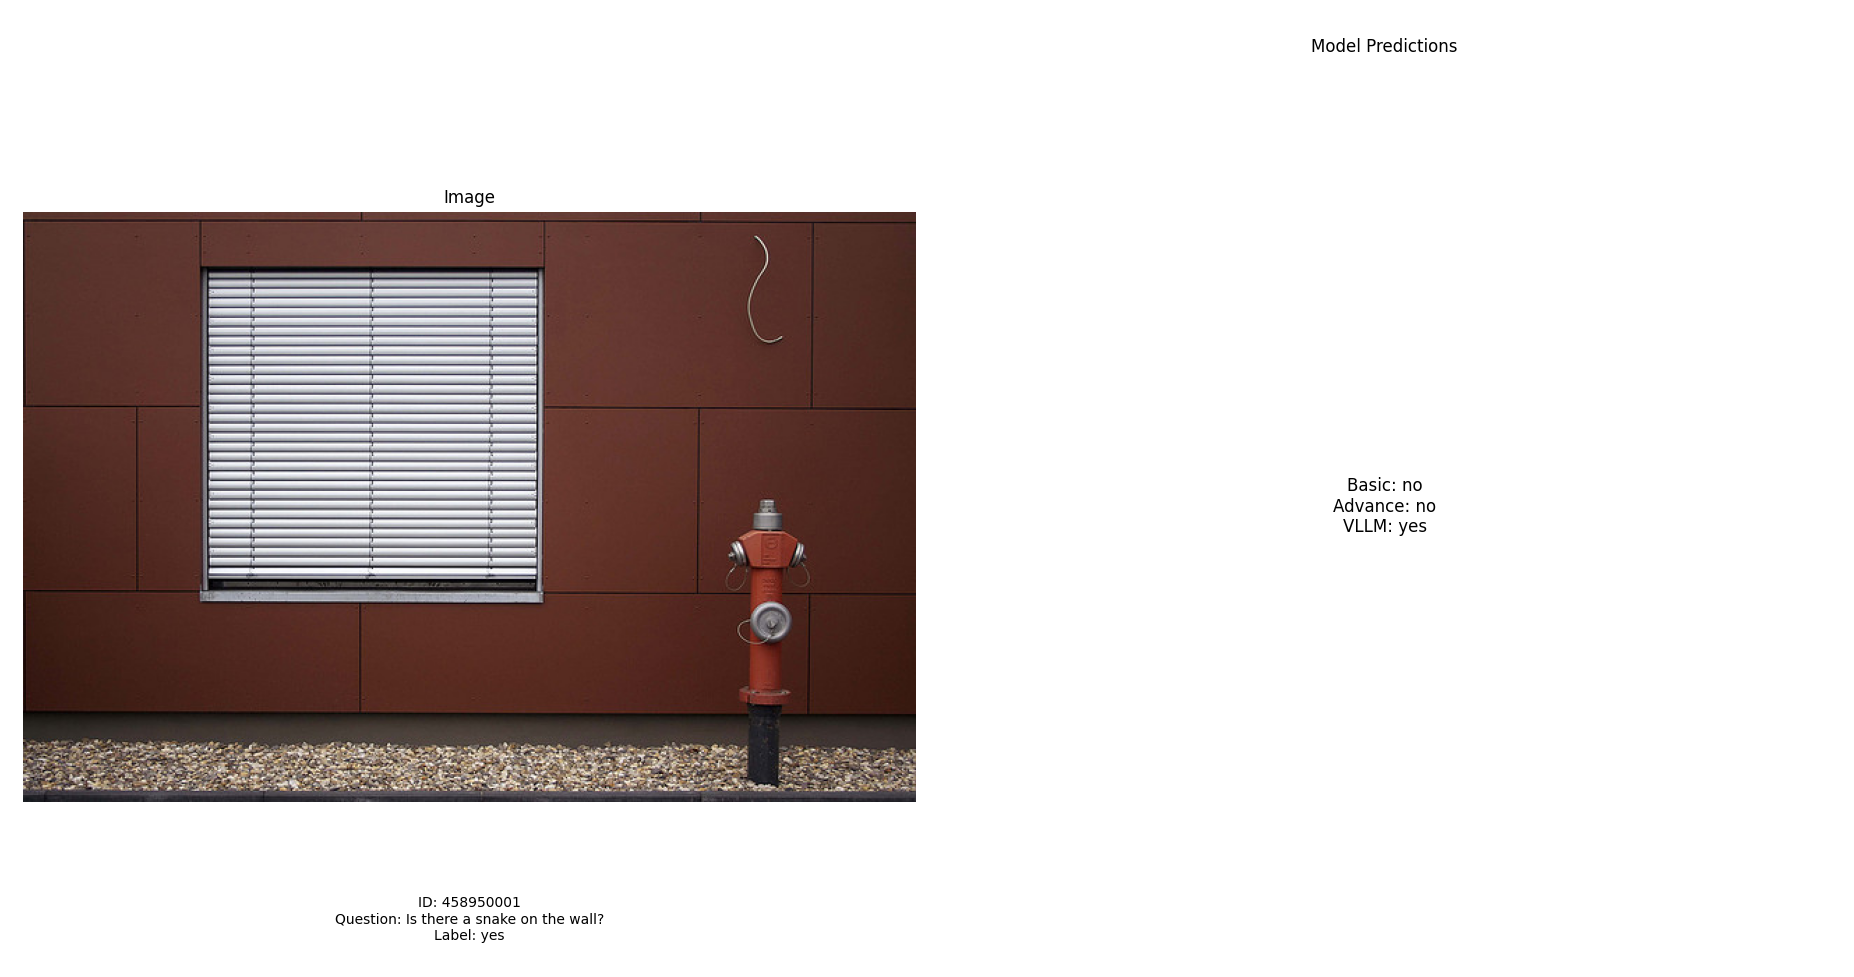 Model Predictions
Image
Basic: no
Advance: no
VLLM: yes
ID: 458950001
Question: Is there a snake on the wall?
Label: yes